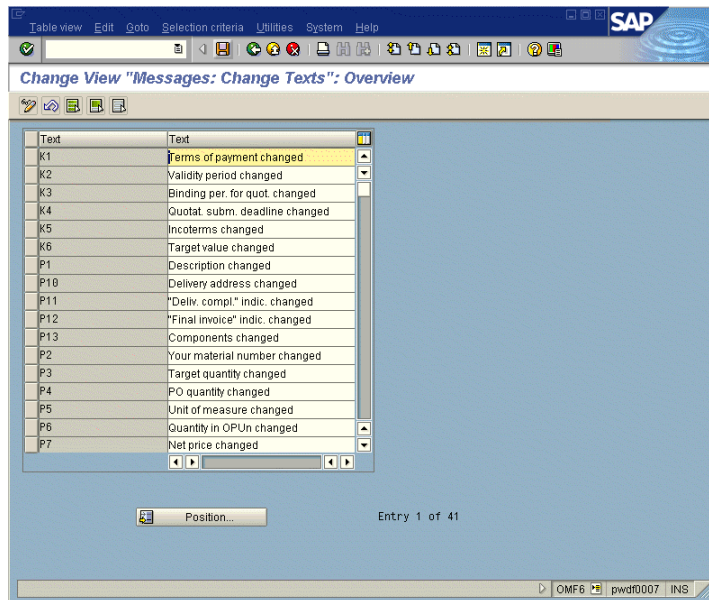 Table view Edit Goto Selection criteria Utilities System Help
SAP
Change View "Messages: Change Texts": Overview
Text Text
K1 Terms of payment changed
K2 Validity period changed
K3 Binding per. for quot. changed
K4 Quotat. subm. deadline changed
K5 Incoterms changed
K6 Target value changed
P1 Description changed
P10 Delivery address changed
P11 "Deliv. compl." indic. changed
P12 "Final invoice" indic. changed
P13 Components changed
P2 Your material number changed
P3 Target quantity changed
P4 PO quantity changed
P5 Unit of measure changed
P6 Quantity in OPUn changed
P7 Net price changed
Position... Entry 1 of 41
OMF6 pwdf0007 INS